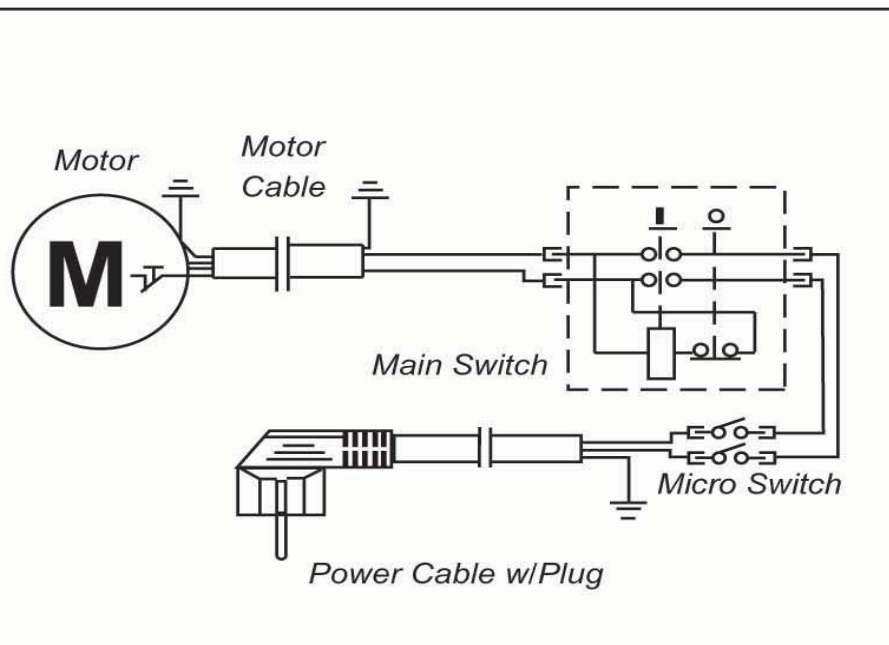 Motor
Motor
Cable
M
Main Switch
Micro Switch
Power Cable w/Plug